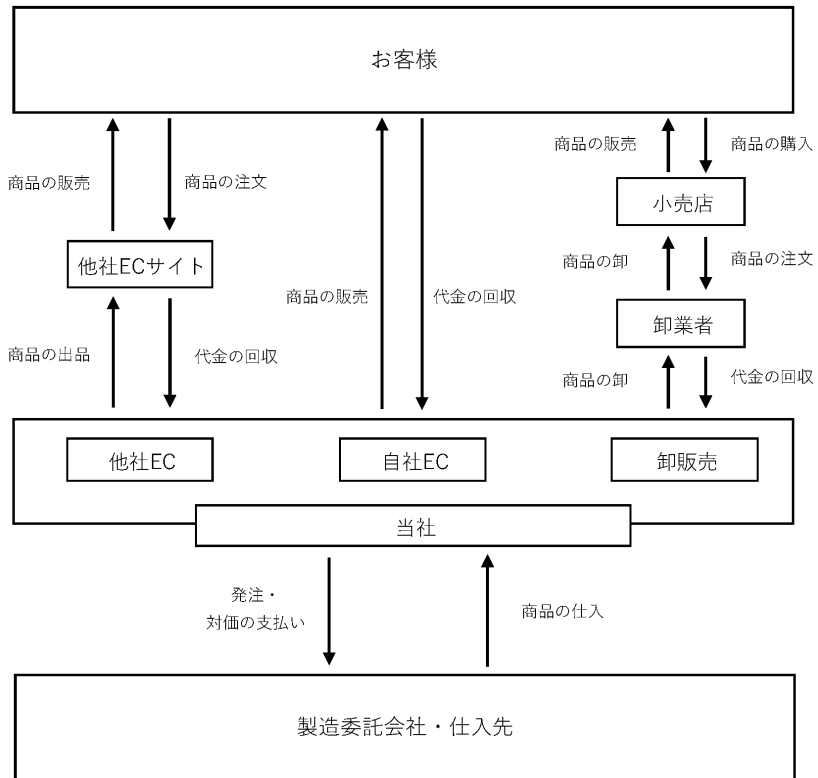 お客様
商品の販売
商品の購入
商品の販売
商品の注文
小売店
他社ECサイト
商品の卸
商品の注文
商品の販売
代金の回収
卸業者
商品の出品
代金の回収
商品の卸
代金の回収
他社EC
自社EC
卸販売
当社
発注・
対価の支払い
商品の仕入
製造委託会社・仕入先